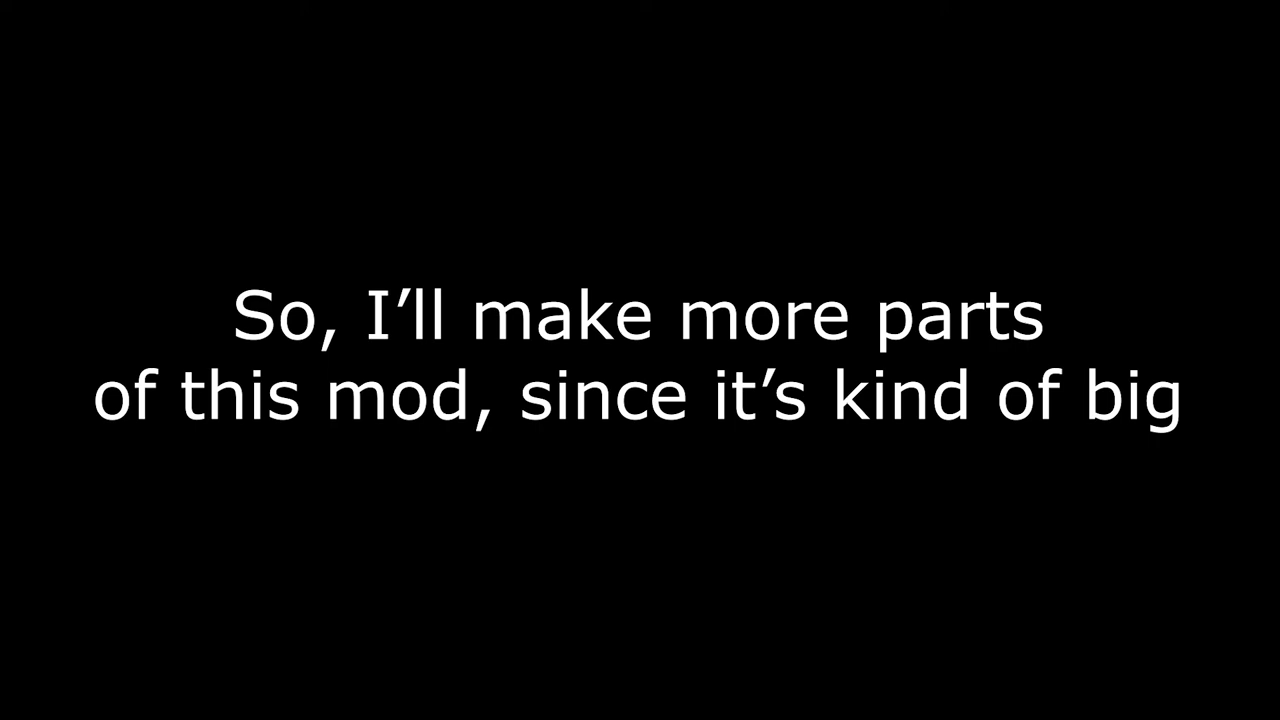 So, I’ll make more parts
of this mod, since it’s kind of big